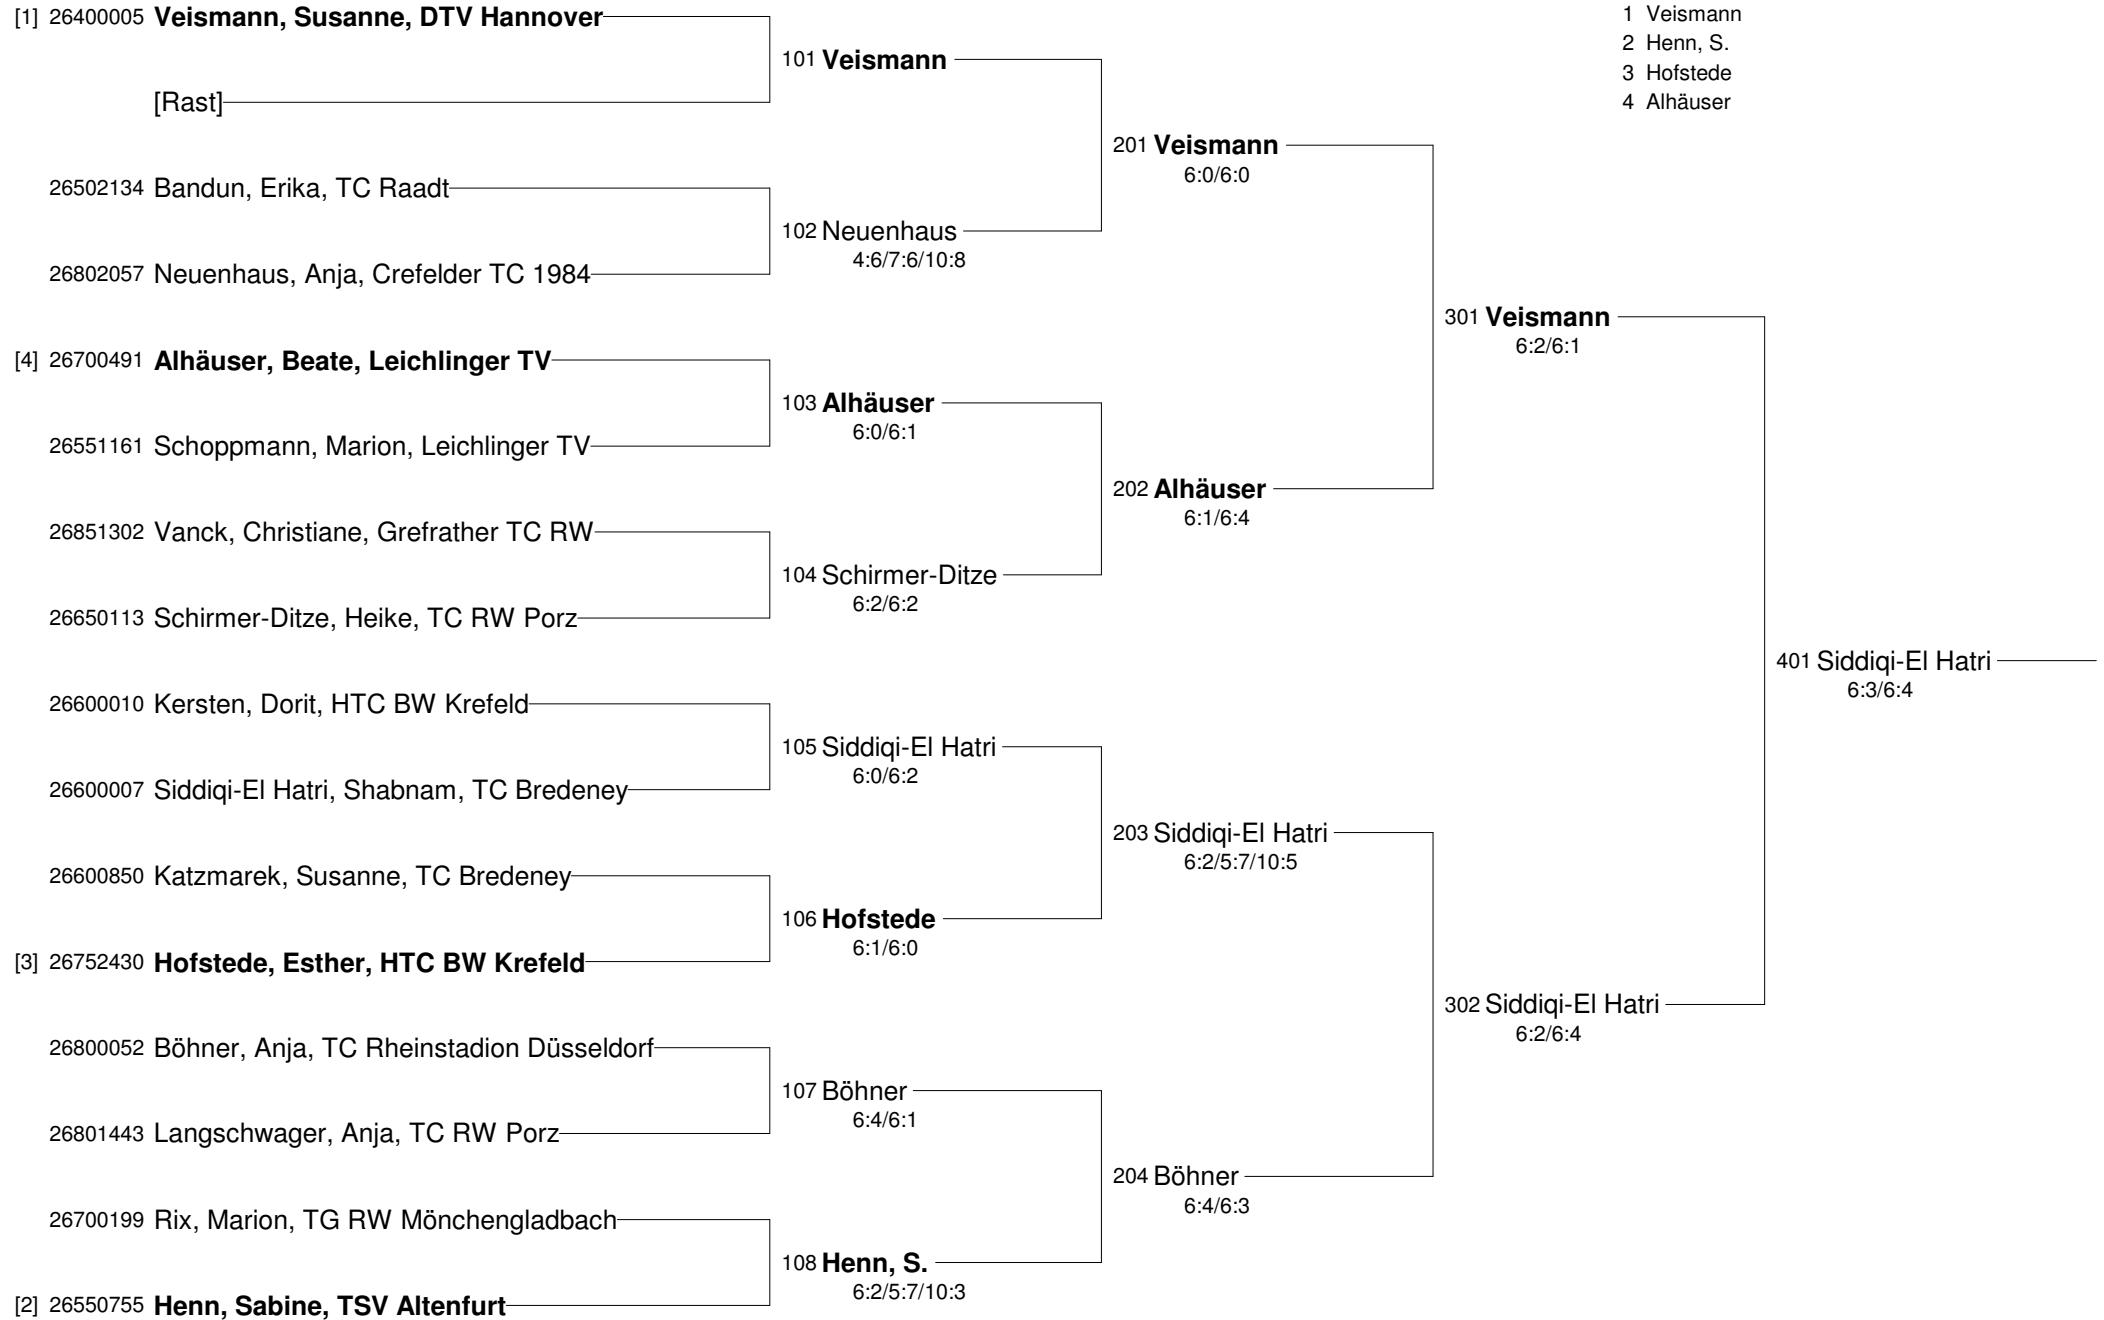 [1] 26400005 Veismann, Susanne, DTV Hannover
[Rast]
26502134 Bandun, Erika, TC Raadt
26802057 Neuenhaus, Anja, Crefelder TC 1984
[4] 26700491 Alhäuser, Beate, Leichlinger TV
26551161 Schoppmann, Marion, Leichlinger TV
26851302 Vanck, Christiane, Grefrather TC RW
26650113 Schirmer-Ditze, Heike, TC RW Porz
26600010 Kersten, Dorit, HTC BW Krefeld
26600007 Siddiqi-El Hatri, Shabnam, TC Bredeney
26600850 Katzmarek, Susanne, TC Bredeney
[3] 26752430 Hofstede, Esther, HTC BW Krefeld
26800052 Böhner, Anja, TC Rheinstadion Düsseldorf
26801443 Langschwager, Anja, TC RW Porz
26700199 Rix, Marion, TG RW Mönchengladbach
[2] 26550755 Henn, Sabine, TSV Altenfurt
101 Veismann
102 Neuenhaus
4:6/7:6/10:8
103 Alhäuser
6:0/6:1
104 Schirmer-Ditze
6:2/6:2
105 Siddiqi-El Hatri
6:0/6:2
106 Hofstede
6:1/6:0
107 Böhner
6:4/6:1
108 Henn, S.
6:2/5:7/10:3
201 Veismann
6:0/6:0
202 Alhäuser
6:1/6:4
203 Siddiqi-El Hatri
6:2/5:7/10:5
204 Böhner
6:4/6:3
301 Veismann
6:2/6:1
302 Siddiqi-El Hatri
6:2/6:4
401 Siddiqi-El Hatri
6:3/6:4
1 Veismann
2 Henn, S.
3 Hofstede
4 Alhäuser